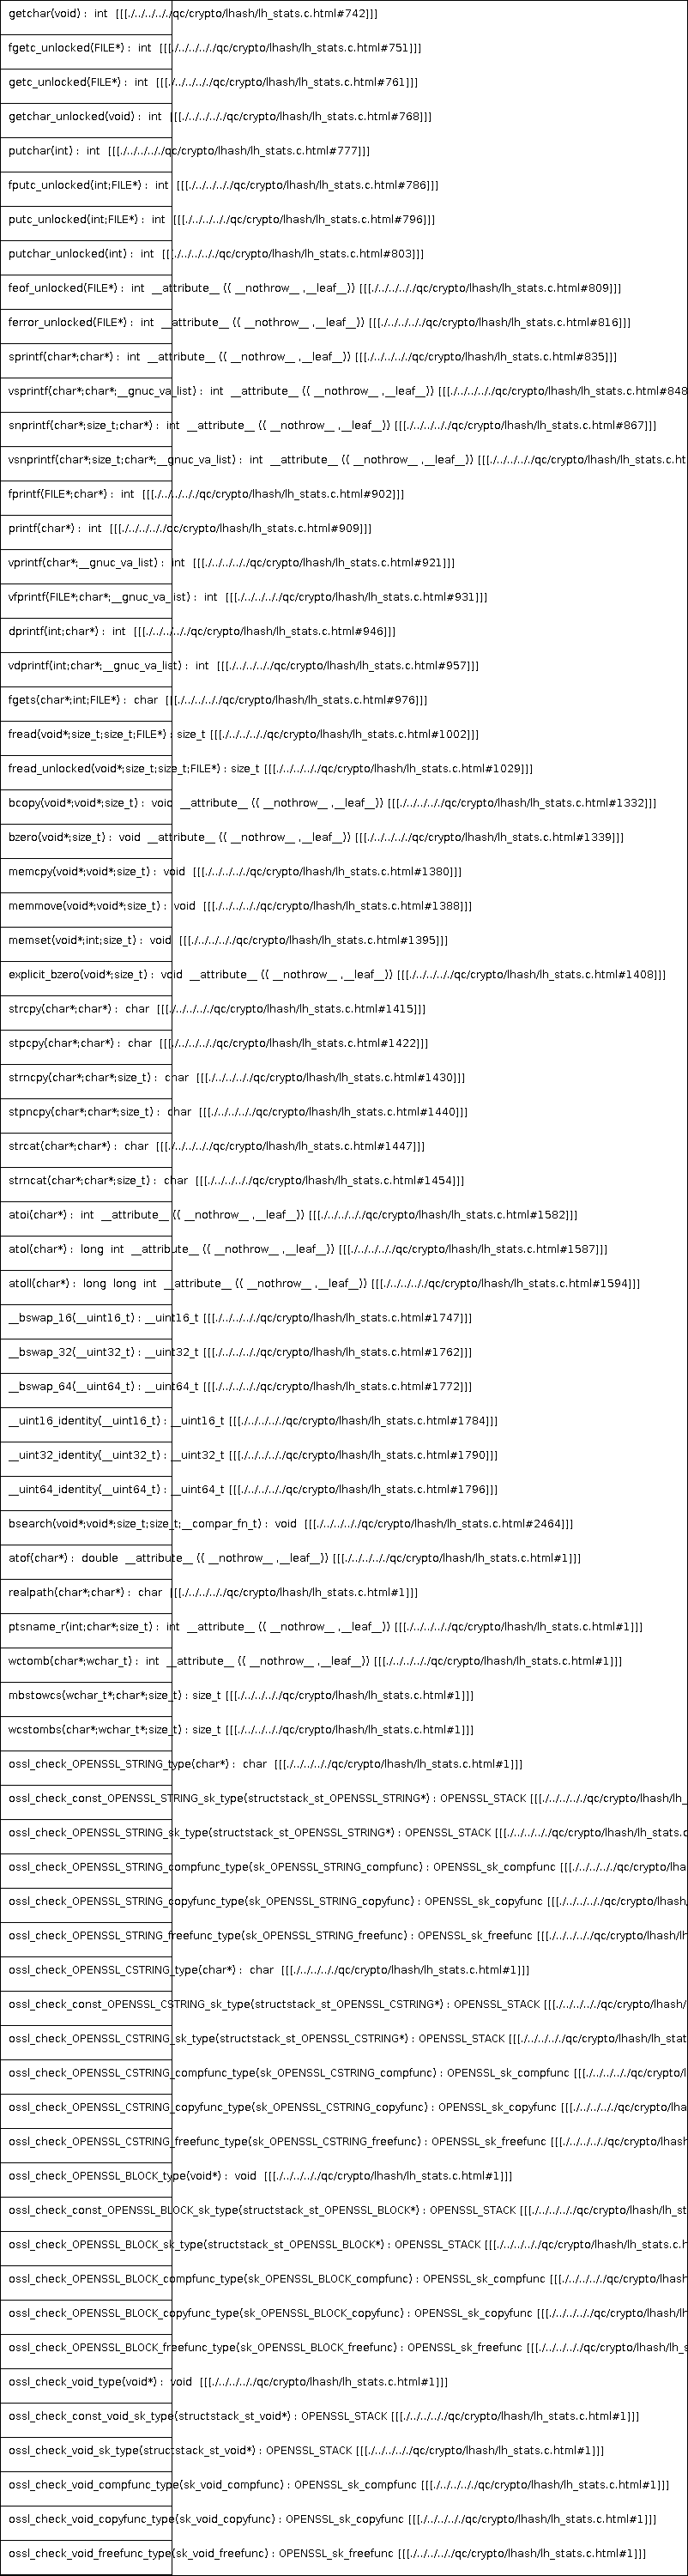 getchar(void) :  int  [[[./../../../../qc/crypto/lhash/lh_stats.c.html#742]]]
fgetc_unlocked(FILE*) :  int  [[[./../../../../qc/crypto/lhash/lh_stats.c.html#751]]]
getc_unlocked(FILE*) :  int  [[[./../../../../qc/crypto/lhash/lh_stats.c.html#761]]]
getchar_unlocked(void) :  int  [[[./../../../../qc/crypto/lhash/lh_stats.c.html#768]]]
putchar(int) :  int  [[[./../../../../qc/crypto/lhash/lh_stats.c.html#777]]]
fputc_unlocked(int;FILE*) :  int  [[[./../../../../qc/crypto/lhash/lh_stats.c.html#786]]]
putc_unlocked(int;FILE*) :  int  [[[./../../../../qc/crypto/lhash/lh_stats.c.html#796]]]
putchar_unlocked(int) :  int  [[[./../../../../qc/crypto/lhash/lh_stats.c.html#803]]]
feof_unlocked(FILE*) :  int  __attribute__ (( __nothrow__ ,__leaf__)) [[[./../../../../qc/crypto/lhash/lh_stats.c.html#809]]]
ferror_unlocked(FILE*) :  int  __attribute__ (( __nothrow__ ,__leaf__)) [[[./../../../../qc/crypto/lhash/lh_stats.c.html#816]]]
sprintf(char*;char*) :  int  __attribute__ (( __nothrow__ ,__leaf__)) [[[./../../../../qc/crypto/lhash/lh_stats.c.html#835]]]
vsprintf(char*;char*;__gnuc_va_list) :  int  __attribute__ (( __nothrow__ ,__leaf__)) [[[./../../../../qc/crypto/lhash/lh_stats.c.html#848
snprintf(char*;size_t;char*) :  int  __attribute__ (( __nothrow__ ,__leaf__)) [[[./../../../../qc/crypto/lhash/lh_stats.c.html#867]]]
vsnprintf(char*;size_t;char*;__gnuc_va_list) :  int  __attribute__ (( __nothrow__ ,__leaf__)) [[[./../../../../qc/crypto/lhash/lh_stats.c.ht
fprintf(FILE*;char*) :  int  [[[./../../../../qc/crypto/lhash/lh_stats.c.html#902]]]
printf(char*) :  int  [[[./../../../../qc/crypto/lhash/lh_stats.c.html#909]]]
vprintf(char*;__gnuc_va_list) :  int  [[[./../../../../qc/crypto/lhash/lh_stats.c.html#921]]]
vfprintf(FILE*;char*;__gnuc_va_list) :  int  [[[./../../../../qc/crypto/lhash/lh_stats.c.html#931]]]
dprintf(int;char*) :  int  [[[./../../../../qc/crypto/lhash/lh_stats.c.html#946]]]
vdprintf(int;char*;__gnuc_va_list) :  int  [[[./../../../../qc/crypto/lhash/lh_stats.c.html#957]]]
fgets(char*;int;FILE*) :  char  [[[./../../../../qc/crypto/lhash/lh_stats.c.html#976]]]
fread(void*;size_t;size_t;FILE*) : size_t [[[./../../../../qc/crypto/lhash/lh_stats.c.html#1002]]]
fread_unlocked(void*;size_t;size_t;FILE*) : size_t [[[./../../../../qc/crypto/lhash/lh_stats.c.html#1029]]]
bcopy(void*;void*;size_t) :  void  __attribute__ (( __nothrow__ ,__leaf__)) [[[./../../../../qc/crypto/lhash/lh_stats.c.html#1332]]]
bzero(void*;size_t) :  void  __attribute__ (( __nothrow__ ,__leaf__)) [[[./../../../../qc/crypto/lhash/lh_stats.c.html#1339]]]
memcpy(void*;void*;size_t) :  void  [[[./../../../../qc/crypto/lhash/lh_stats.c.html#1380]]]
memmove(void*;void*;size_t) :  void  [[[./../../../../qc/crypto/lhash/lh_stats.c.html#1388]]]
memset(void*;int;size_t) :  void  [[[./../../../../qc/crypto/lhash/lh_stats.c.html#1395]]]
explicit_bzero(void*;size_t) :  void  __attribute__ (( __nothrow__ ,__leaf__)) [[[./../../../../qc/crypto/lhash/lh_stats.c.html#1408]]]
strcpy(char*;char*) :  char  [[[./../../../../qc/crypto/lhash/lh_stats.c.html#1415]]]
stpcpy(char*;char*) :  char  [[[./../../../../qc/crypto/lhash/lh_stats.c.html#1422]]]
strncpy(char*;char*;size_t) :  char  [[[./../../../../qc/crypto/lhash/lh_stats.c.html#1430]]]
stpncpy(char*;char*;size_t) :  char  [[[./../../../../qc/crypto/lhash/lh_stats.c.html#1440]]]
strcat(char*;char*) :  char  [[[./../../../../qc/crypto/lhash/lh_stats.c.html#1447]]]
strncat(char*;char*;size_t) :  char  [[[./../../../../qc/crypto/lhash/lh_stats.c.html#1454]]]
atoi(char*) :  int  __attribute__ (( __nothrow__ ,__leaf__)) [[[./../../../../qc/crypto/lhash/lh_stats.c.html#1582]]]
atol(char*) :  long  int  __attribute__ (( __nothrow__ ,__leaf__)) [[[./../../../../qc/crypto/lhash/lh_stats.c.html#1587]]]
atoll(char*) :  long  long  int  __attribute__ (( __nothrow__ ,__leaf__)) [[[./../../../../qc/crypto/lhash/lh_stats.c.html#1594]]]
__bswap_16(__uint16_t) : __uint16_t [[[./../../../../qc/crypto/lhash/lh_stats.c.html#1747]]]
__bswap_32(__uint32_t) : __uint32_t [[[./../../../../qc/crypto/lhash/lh_stats.c.html#1762]]]
__bswap_64(__uint64_t) : __uint64_t [[[./../../../../qc/crypto/lhash/lh_stats.c.html#1772]]]
__uint16_identity(__uint16_t) : __uint16_t [[[./../../../../qc/crypto/lhash/lh_stats.c.html#1784]]]
__uint32_identity(__uint32_t) : __uint32_t [[[./../../../../qc/crypto/lhash/lh_stats.c.html#1790]]]
__uint64_identity(__uint64_t) : __uint64_t [[[./../../../../qc/crypto/lhash/lh_stats.c.html#1796]]]
bsearch(void*;void*;size_t;size_t;__compar_fn_t) :  void  [[[./../../../../qc/crypto/lhash/lh_stats.c.html#2464]]]
atof(char*) :  double  __attribute__ (( __nothrow__ ,__leaf__)) [[[./../../../../qc/crypto/lhash/lh_stats.c.html#1]]]
realpath(char*;char*) :  char  [[[./../../../../qc/crypto/lhash/lh_stats.c.html#1]]]
ptsname_r(int;char*;size_t) :  int  __attribute__ (( __nothrow__ ,__leaf__)) [[[./../../../../qc/crypto/lhash/lh_stats.c.html#1]]]
wctomb(char*;wchar_t) :  int  __attribute__ (( __nothrow__ ,__leaf__)) [[[./../../../../qc/crypto/lhash/lh_stats.c.html#1]]]
mbstowcs(wchar_t*;char*;size_t) : size_t [[[./../../../../qc/crypto/lhash/lh_stats.c.html#1]]]
wcstombs(char*;wchar_t*;size_t) : size_t [[[./../../../../qc/crypto/lhash/lh_stats.c.html#1]]]
ossl_check_OPENSSL_STRING_type(char*) :  char  [[[./../../../../qc/crypto/lhash/lh_stats.c.html#1]]]
ossl_check_const_OPENSSL_STRING_sk_type(structstack_st_OPENSSL_STRING*) : OPENSSL_STACK [[[./../../../../qc/crypto/lhash/lh_
ossl_check_OPENSSL_STRING_sk_type(structstack_st_OPENSSL_STRING*) : OPENSSL_STACK [[[./../../../../qc/crypto/lhash/lh_stats.c
ossl_check_OPENSSL_STRING_compfunc_type(sk_OPENSSL_STRING_compfunc) : OPENSSL_sk_compfunc [[[./../../../../qc/crypto/lha
ossl_check_OPENSSL_STRING_copyfunc_type(sk_OPENSSL_STRING_copyfunc) : OPENSSL_sk_copyfunc [[[./../../../../qc/crypto/lhash/
ossl_check_OPENSSL_STRING_freefunc_type(sk_OPENSSL_STRING_freefunc) : OPENSSL_sk_freefunc [[[./../../../../qc/crypto/lhash/lh
ossl_check_OPENSSL_CSTRING_type(char*) :  char  [[[./../../../../qc/crypto/lhash/lh_stats.c.html#1]]]
ossl_check_const_OPENSSL_CSTRING_sk_type(structstack_st_OPENSSL_CSTRING*) : OPENSSL_STACK [[[./../../../../qc/crypto/lhash/
ossl_check_OPENSSL_CSTRING_sk_type(structstack_st_OPENSSL_CSTRING*) : OPENSSL_STACK [[[./../../../../qc/crypto/lhash/lh_stat
ossl_check_OPENSSL_CSTRING_compfunc_type(sk_OPENSSL_CSTRING_compfunc) : OPENSSL_sk_compfunc [[[./../../../../qc/crypto/l
ossl_check_OPENSSL_CSTRING_copyfunc_type(sk_OPENSSL_CSTRING_copyfunc) : OPENSSL_sk_copyfunc [[[./../../../../qc/crypto/lha
ossl_check_OPENSSL_CSTRING_freefunc_type(sk_OPENSSL_CSTRING_freefunc) : OPENSSL_sk_freefunc [[[./../../../../qc/crypto/lhash
ossl_check_OPENSSL_BLOCK_type(void*) :  void  [[[./../../../../qc/crypto/lhash/lh_stats.c.html#1]]]
ossl_check_const_OPENSSL_BLOCK_sk_type(structstack_st_OPENSSL_BLOCK*) : OPENSSL_STACK [[[./../../../../qc/crypto/lhash/lh_st
ossl_check_OPENSSL_BLOCK_sk_type(structstack_st_OPENSSL_BLOCK*) : OPENSSL_STACK [[[./../../../../qc/crypto/lhash/lh_stats.c.h
ossl_check_OPENSSL_BLOCK_compfunc_type(sk_OPENSSL_BLOCK_compfunc) : OPENSSL_sk_compfunc [[[./../../../../qc/crypto/lhash
ossl_check_OPENSSL_BLOCK_copyfunc_type(sk_OPENSSL_BLOCK_copyfunc) : OPENSSL_sk_copyfunc [[[./../../../../qc/crypto/lhash/lh
ossl_check_OPENSSL_BLOCK_freefunc_type(sk_OPENSSL_BLOCK_freefunc) : OPENSSL_sk_freefunc [[[./../../../../qc/crypto/lhash/lh_s
ossl_check_void_type(void*) :  void  [[[./../../../../qc/crypto/lhash/lh_stats.c.html#1]]]
ossl_check_const_void_sk_type(structstack_st_void*) : OPENSSL_STACK [[[./../../../../qc/crypto/lhash/lh_stats.c.html#1]]]
ossl_check_void_sk_type(structstack_st_void*) : OPENSSL_STACK [[[./../../../../qc/crypto/lhash/lh_stats.c.html#1]]]
ossl_check_void_compfunc_type(sk_void_compfunc) : OPENSSL_sk_compfunc [[[./../../../../qc/crypto/lhash/lh_stats.c.html#1]]]
ossl_check_void_copyfunc_type(sk_void_copyfunc) : OPENSSL_sk_copyfunc [[[./../../../../qc/crypto/lhash/lh_stats.c.html#1]]]
ossl_check_void_freefunc_type(sk_void_freefunc) : OPENSSL_sk_freefunc [[[./../../../../qc/crypto/lhash/lh_stats.c.html#1]]]